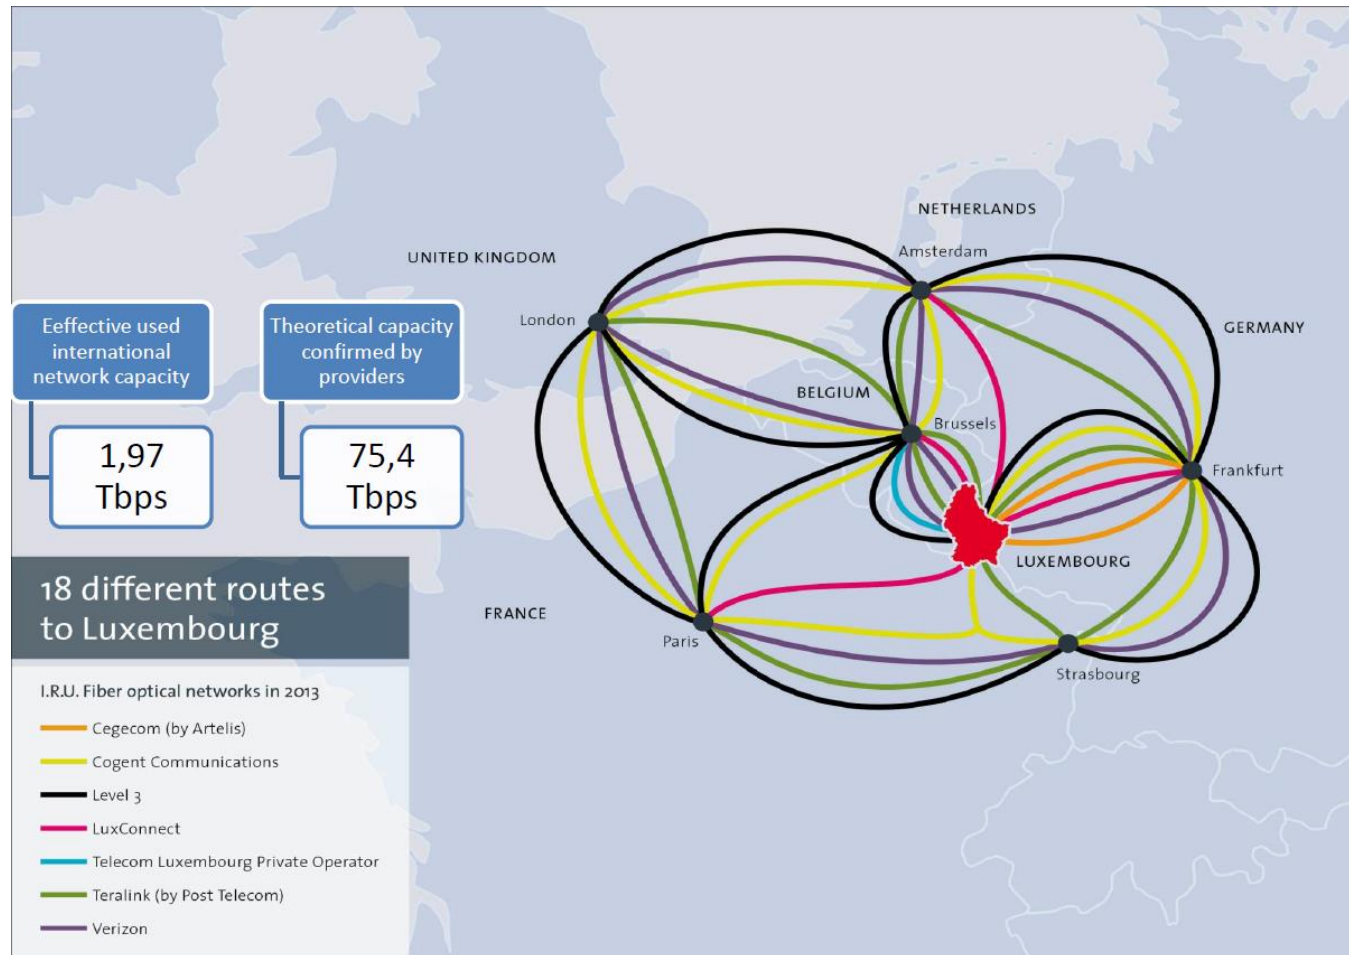 NETHERLANDS
Amsterdam
UNITED KINGDOM
London
GERMANY
BELGIUM
Brussels
Frankfurt
LUXEMBOURG
FRANCE
Paris
Strasbourg
Eeffective used
international
network capacity
1,97
Tbps
Theoretical capacity
confirmed by
providers
75,4
Tbps
18 different routes
to Luxembourg
I.R.U. Fiber optical networks in 2013
Cegecom (by Artelis)
Cogent Communications
Level 3
LuxConnect
Telecom Luxembourg Private Operator
Teralink (by Post Telecom)
Verizon